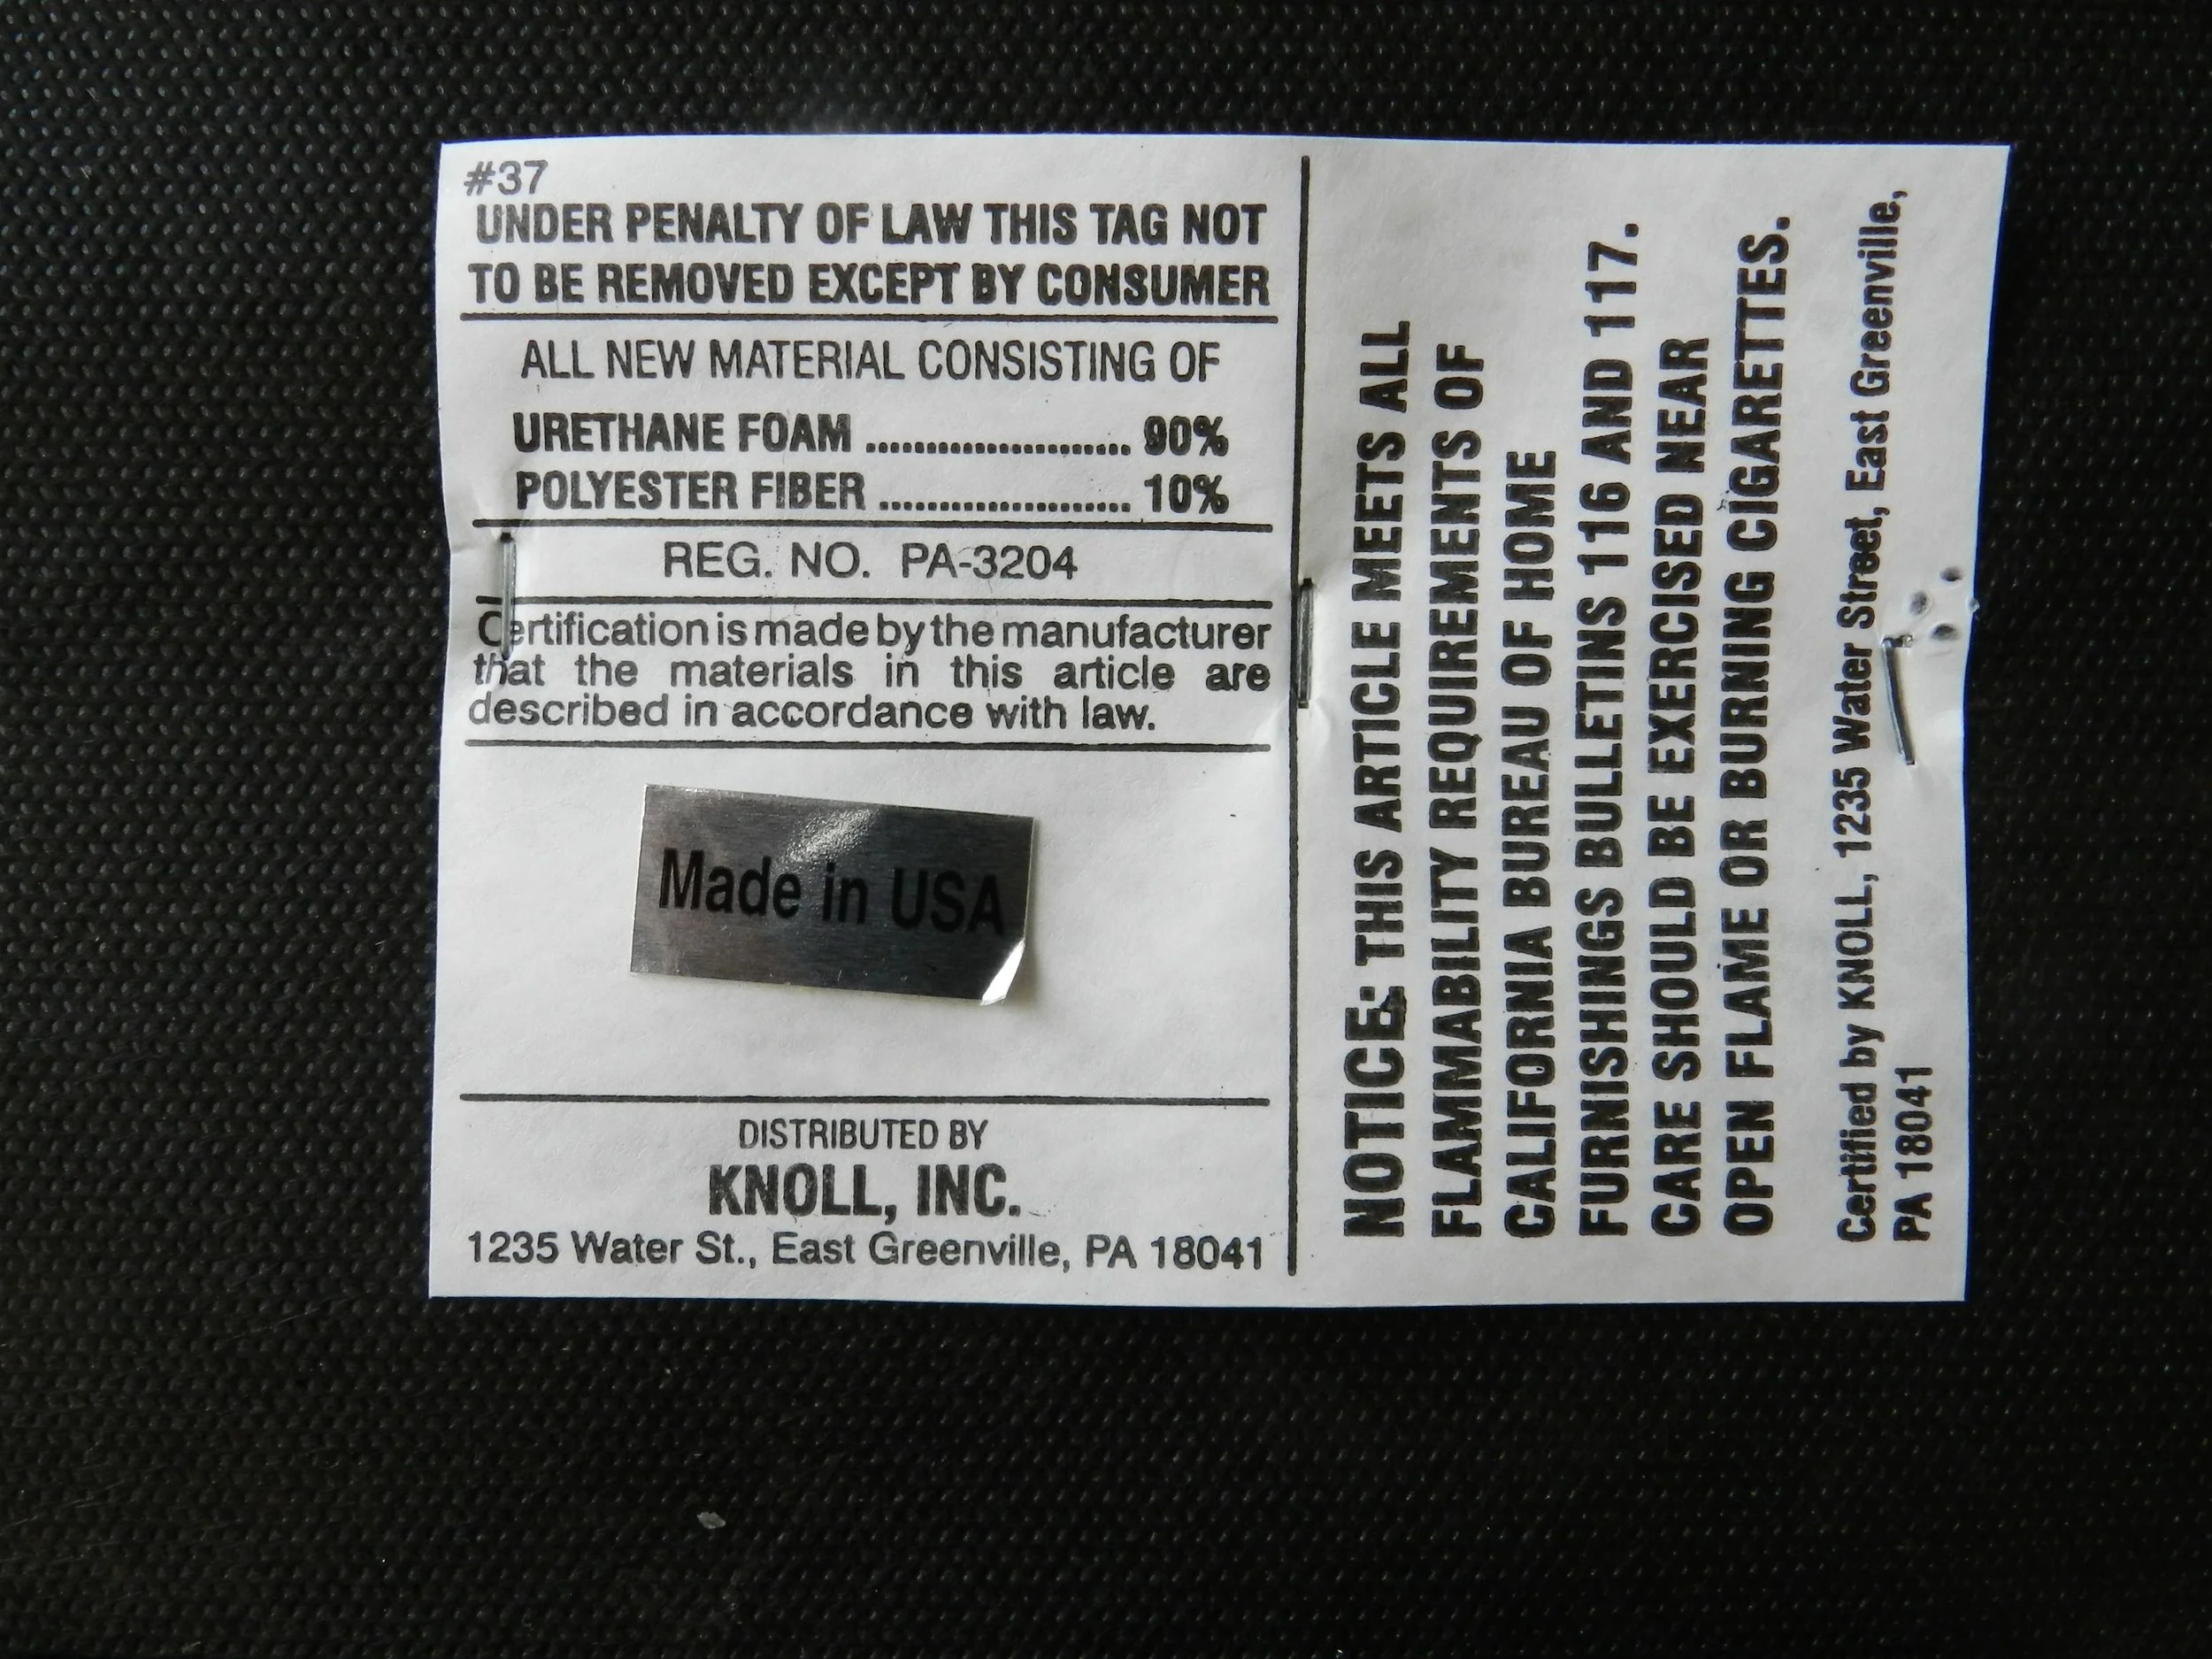 #37
UNDER PENALTY OF LAW THIS TAG NOT
TO BE REMOVED EXCEPT BY CONSUMER
ALL NEW MATERIAL CONSISTING OF
URETHANE FOAM ...................... 90%
POLYESTER FIBER ..................... 10%
REG. NO. PA-3204
Certification is made by the manufacturer
that the materials in this article are
described in accordance with law.
Made in USA
DISTRIBUTED BY
KNOLL, INC.
1235 Water St., East Greenville, PA 18041
NOTICE: THIS ARTICLE MEETS ALL
FLAMMABILITY REQUIREMENTS OF
CALIFORNIA BUREAU OF HOME
FURNISHINGS BULLETINS 116 AND 117.
CARE SHOULD BE EXERCISED NEAR
OPEN FLAME OR BURNING CIGARETTES.
Certified by KNOLL, 1235 Water Street, East Greenville,
PA 18041